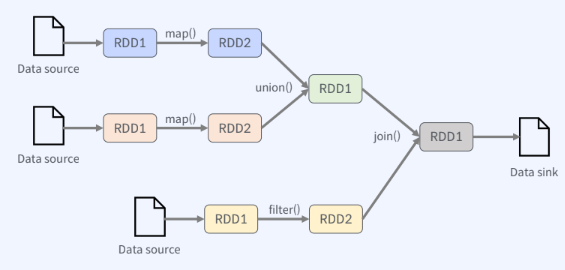 RDD1
map()
RDD2
Data source
union()
RDD1
RDD1
map()
RDD2
Data source
join()
RDD1
Data sink
RDD1
filter()
RDD2
Data source